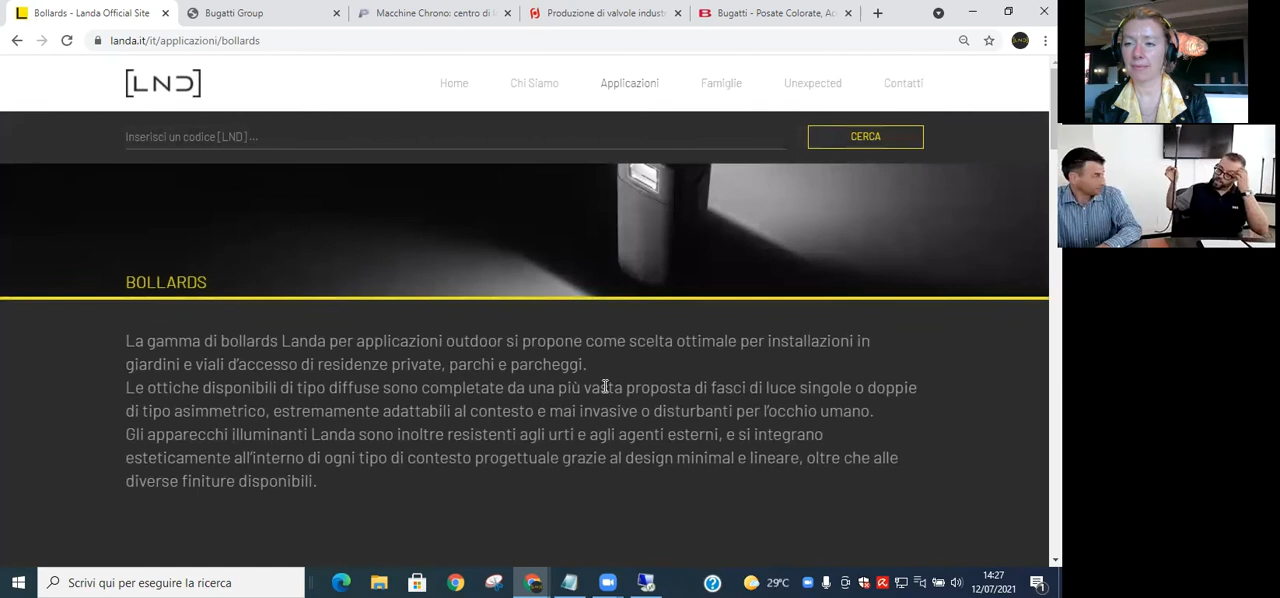 Bollards - Landa Official Site
Bugatti Group
Macchine Chrono: centro di l
Produzione di valvole indust
Bugatti - Posate Colorate, Ac
landa.it/it/applicazioni/bollards
[LND]
Home
Chi Siamo
Applicazioni
Famiglie
Unexpected
Contatti
Inserisci un codice [LND] ...
CERCA
BOLLARDS
La gamma di bollards Landa per applicazioni outdoor si propone come scelta ottimale per installazioni in
giardini e viali d'accesso di residenze private, parchi e parcheggi.
Le ottiche disponibili di tipo diffuse sono completate da una più vasta proposta di fasci di luce singole o doppie
di tipo asimmetrico, estremamente adattabili al contesto e mai invasive o disturbanti per l'occhio umano.
Gli apparecchi illuminanti Landa sono inoltre resistenti agli urti e agli agenti esterni, e si integrano
esteticamente all'interno di ogni tipo di contesto progettuale grazie al design minimal e lineare, oltre che alle
diverse finiture disponibili.
Scrivi qui per eseguire la ricerca
29°C
14:27
12/07/2021